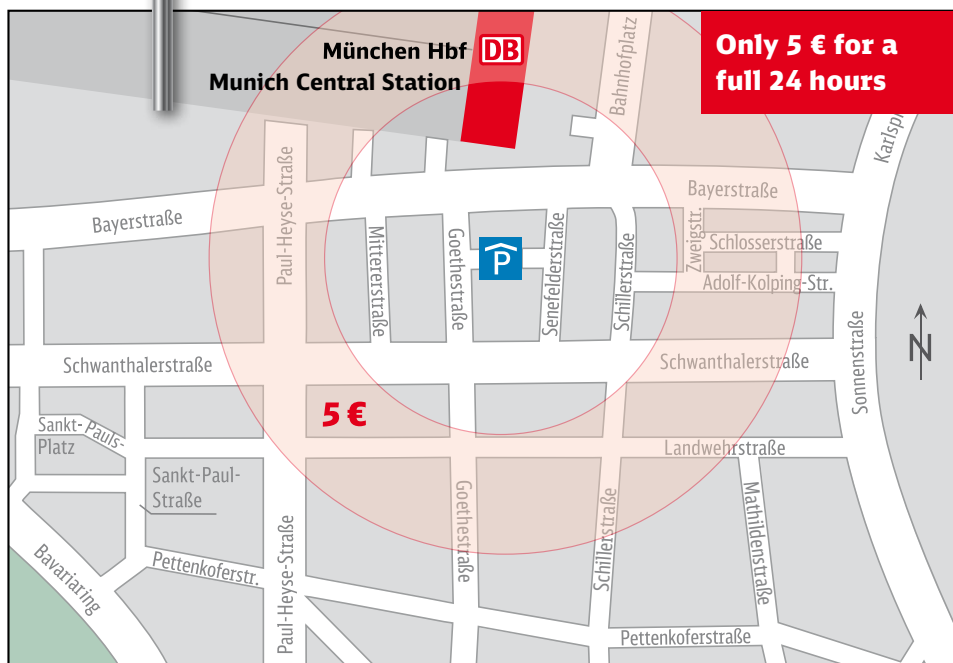 München Hbf
DB
Munich Central Station
Only 5 € for a
full 24 hours
Bahnhofplatz
Karlspl
Paul-Heyse-Straße
Bayerstraße
Bayerstraße
Mittererstraße
Goethestraße
P
Senefelderstraße
Schillerstraße
Zweigstr.
Schlosserstraße
Adolf-Kolping-Str.
Sonnenstraße
N
Schwanthalerstraße
Schwanthalerstraße
5 €
Sankt-Pauls-
Platz
Landwehrstraße
Sankt-Paul-
Straße
Goethestraße
Schillerstraße
Mathildenstraße
Bavariaring
Pettenkoferstr.
Paul-Heyse-Straße
Pettenkoferstraße